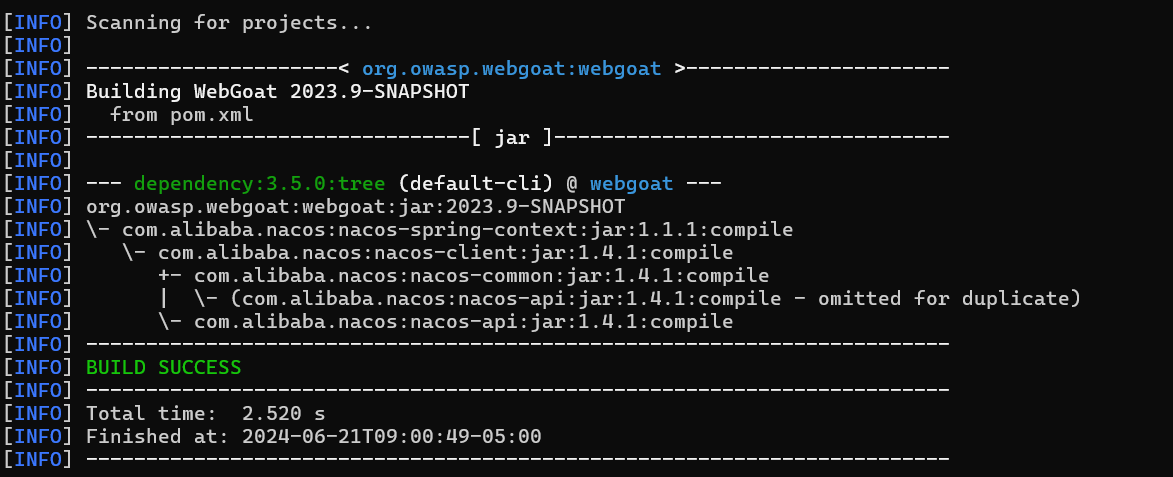 [INFO] Scanning for projects...
[INFO]
[INFO] ---------------------< org.owasp.webgoat:webgoat >----------------------
[INFO] Building WebGoat 2023.9-SNAPSHOT
[INFO]   from pom.xml
[INFO] --------------------------------[ jar ]---------------------------------
[INFO]
[INFO] --- dependency:3.5.0:tree (default-cli) @ webgoat ---
[INFO] org.owasp.webgoat:webgoat:jar:2023.9-SNAPSHOT
[INFO] \- com.alibaba.nacos:nacos-spring-context:jar:1.1.1:compile
[INFO]    \- com.alibaba.nacos:nacos-client:jar:1.4.1:compile
[INFO]       +- com.alibaba.nacos:nacos-common:jar:1.4.1:compile
[INFO]       |  \- (com.alibaba.nacos:nacos-api:jar:1.4.1:compile - omitted for duplicate)
[INFO]       \- com.alibaba.nacos:nacos-api:jar:1.4.1:compile
[INFO] ------------------------------------------------------------------------
[INFO] BUILD SUCCESS
[INFO] ------------------------------------------------------------------------
[INFO] Total time:  2.520 s
[INFO] Finished at: 2024-06-21T09:00:49-05:00
[INFO] ------------------------------------------------------------------------